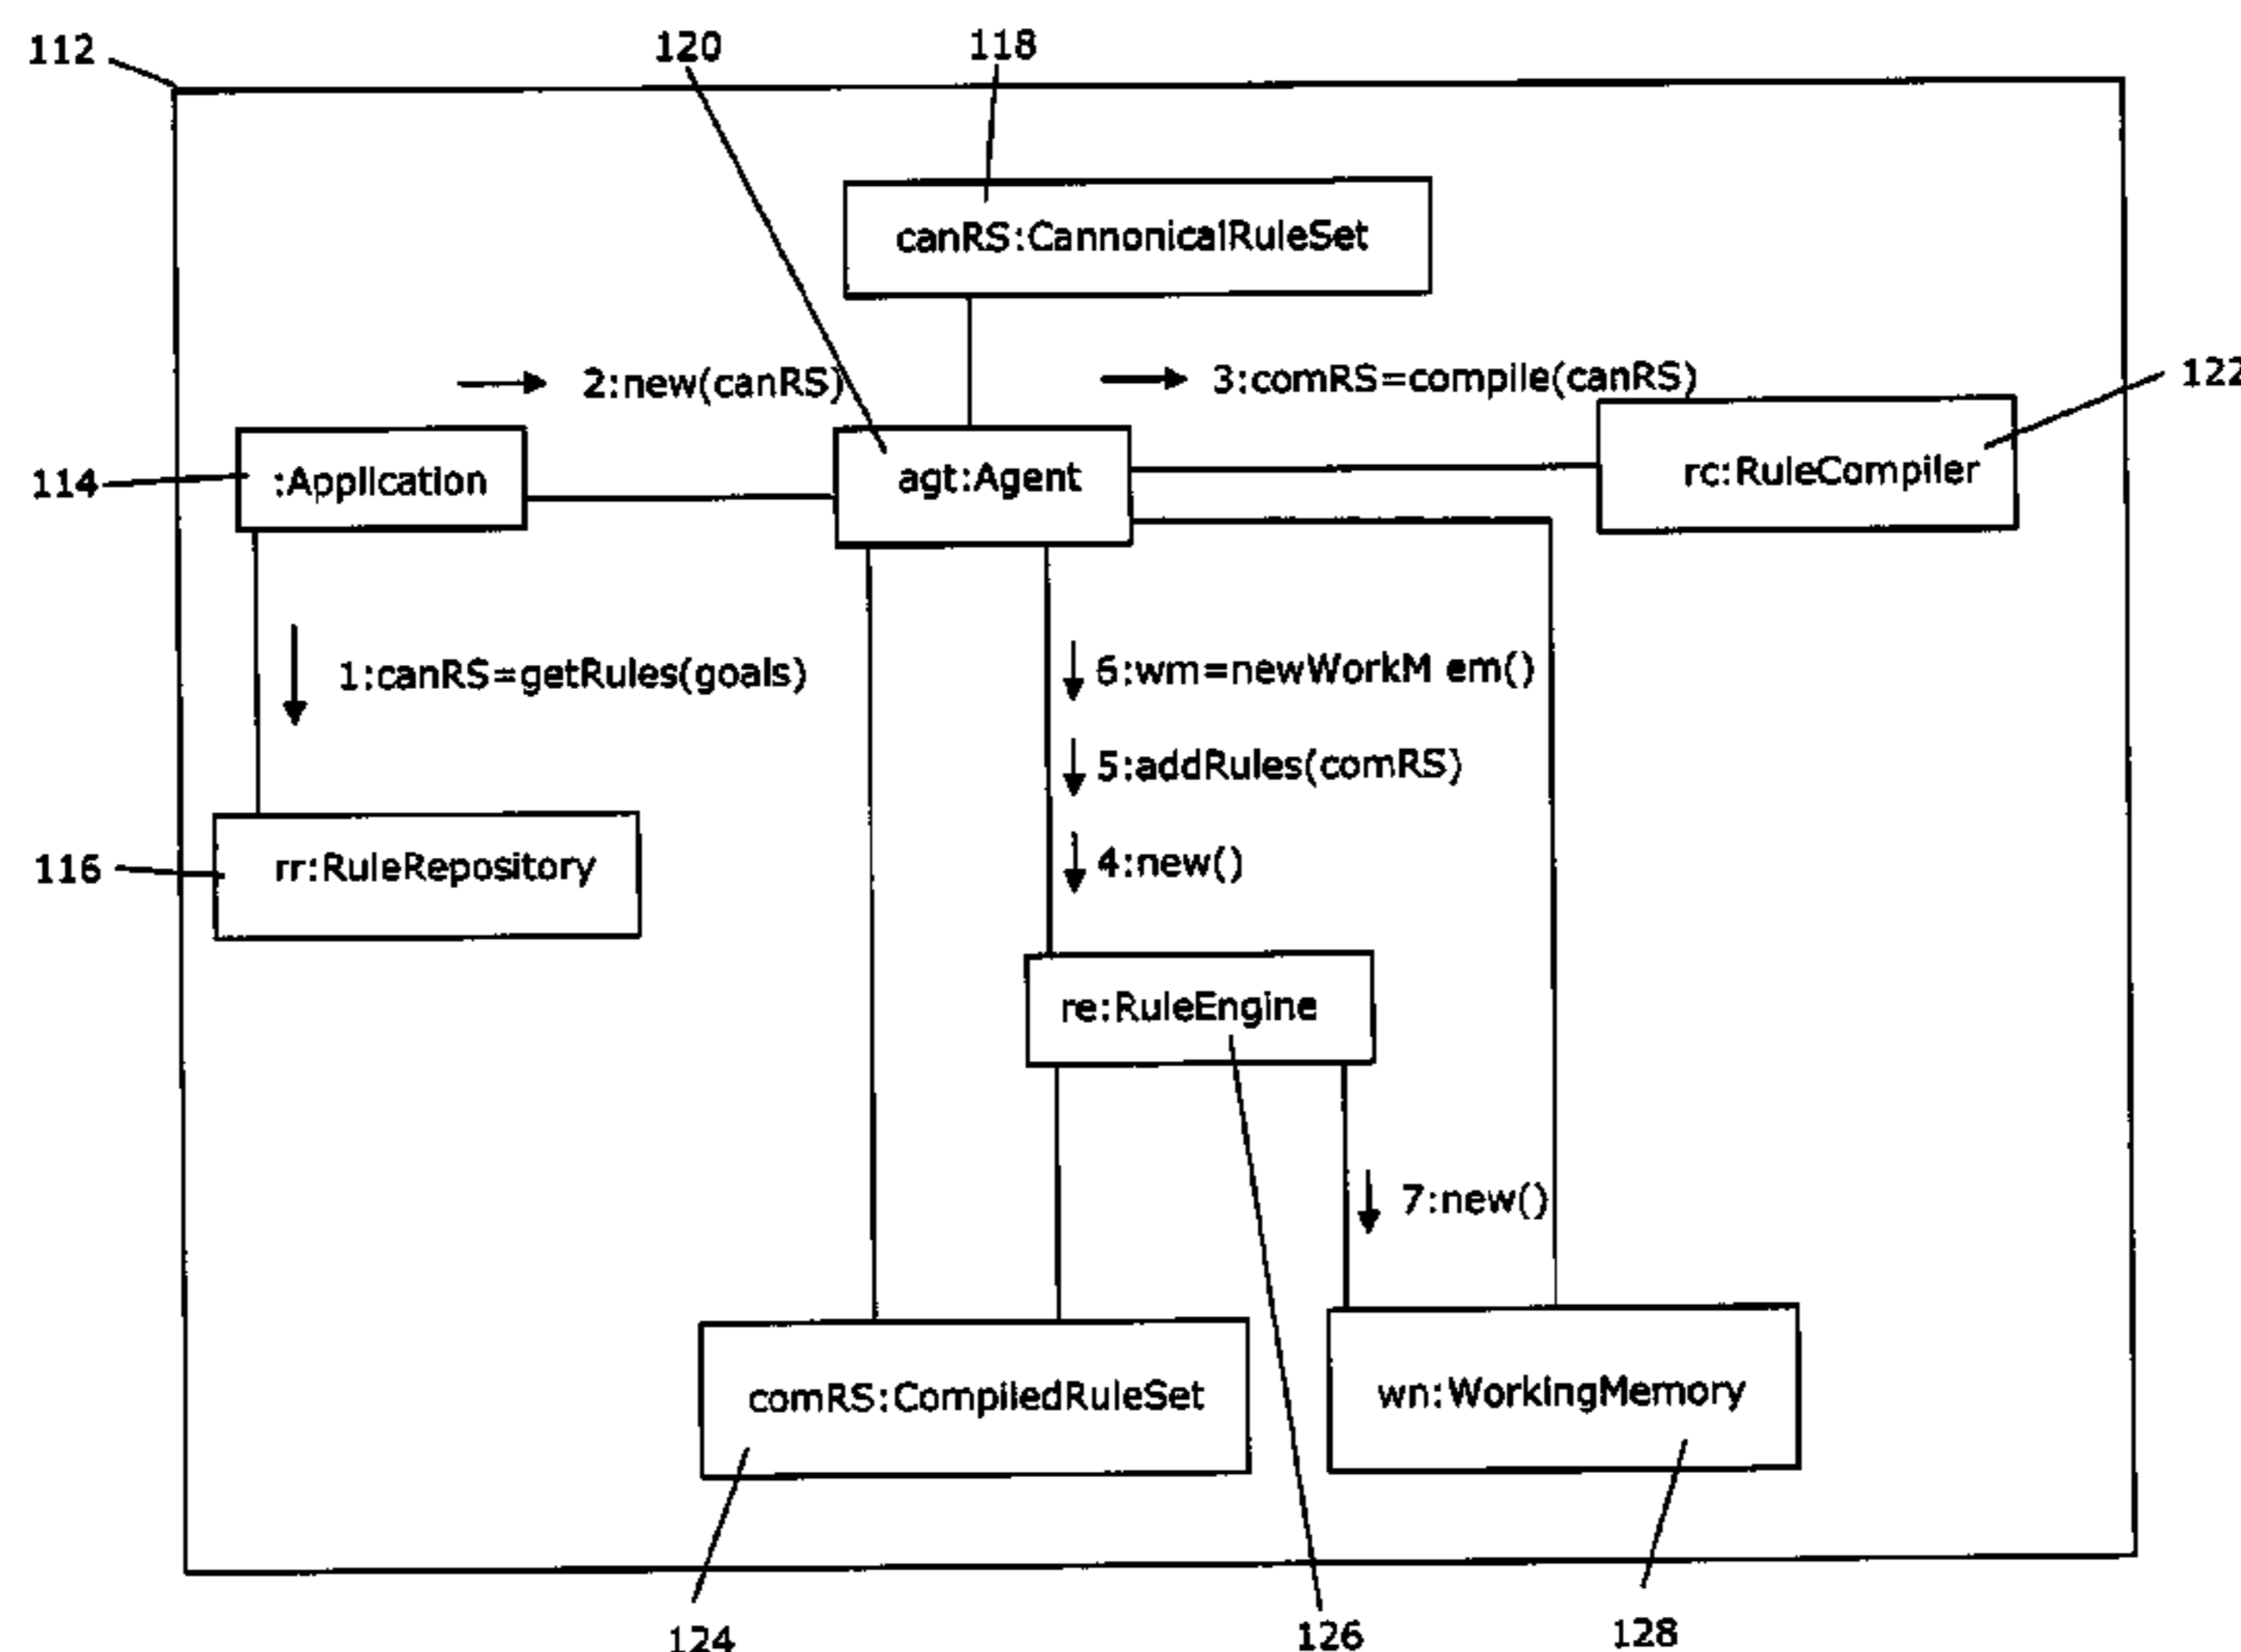 112
120
118
canRS:CannonicalRuleSet
2:new(canRS)
3:comRS=compile(canRS)
122
114
:Application
agt:Agent
rc:RuleCompiler
1:canRS=getRules(goals)
6:wm=newWorkM em()
5:addRules(comRS)
4:new()
116
rr:RuleRepository
re:RuleEngine
7:new()
comRS:CompiledRuleSet
wn:WorkingMemory
124
126
128